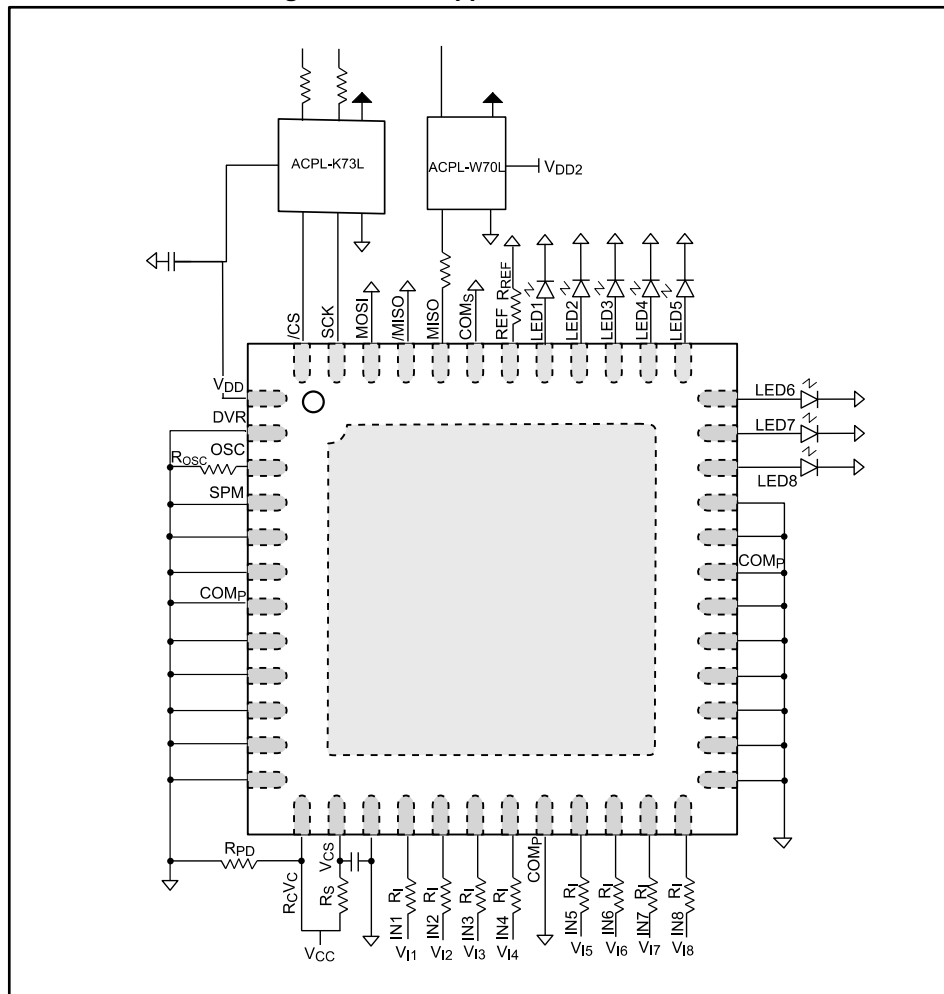 ACPL-K73L
ACPL-W70L
VDD2
/CS
SCK
MOSI
/MISO
MISO
COMS
REF
RREF
LED1
LED2
LED3
LED4
LED5
VDD
DVR
OSC
ROSC
SPM
COMP
LED6
LED7
LED8
COMP
RPD
RCVC
RS
VCS
VCC
COMP
RI
RI
RI
RI
RI
RI
RI
RI
IN1
IN2
IN3
IN4
IN5
IN6
IN7
IN8
VI1
VI2
VI3
VI4
VI5
VI6
VI7
VI8